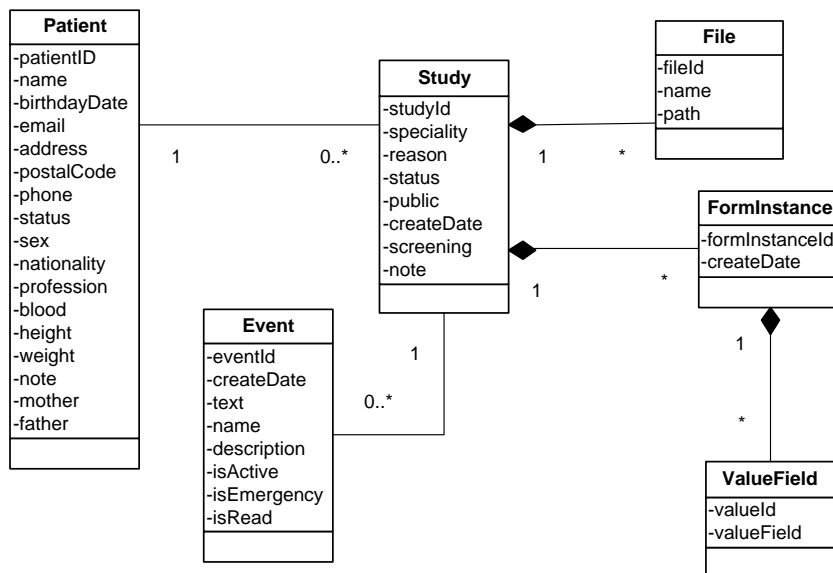 Patient
-patientID
-name
-birthdayDate
-email
-address
-postalCode
-phone
-status
-sex
-nationality
-profession
-blood
-height
-weight
-note
-mother
-father
1
0..*
Study
-studyId
-speciality
-reason
-status
-public
-createDate
-screening
-note
1
*
File
-fileId
-name
-path
1
*
FormInstance
-formInstanceId
-createDate
1
*
ValueField
-valueId
-valueField
1
0..*
Event
-eventId
-createDate
-text
-name
-description
-isActive
-isEmergency
-isRead